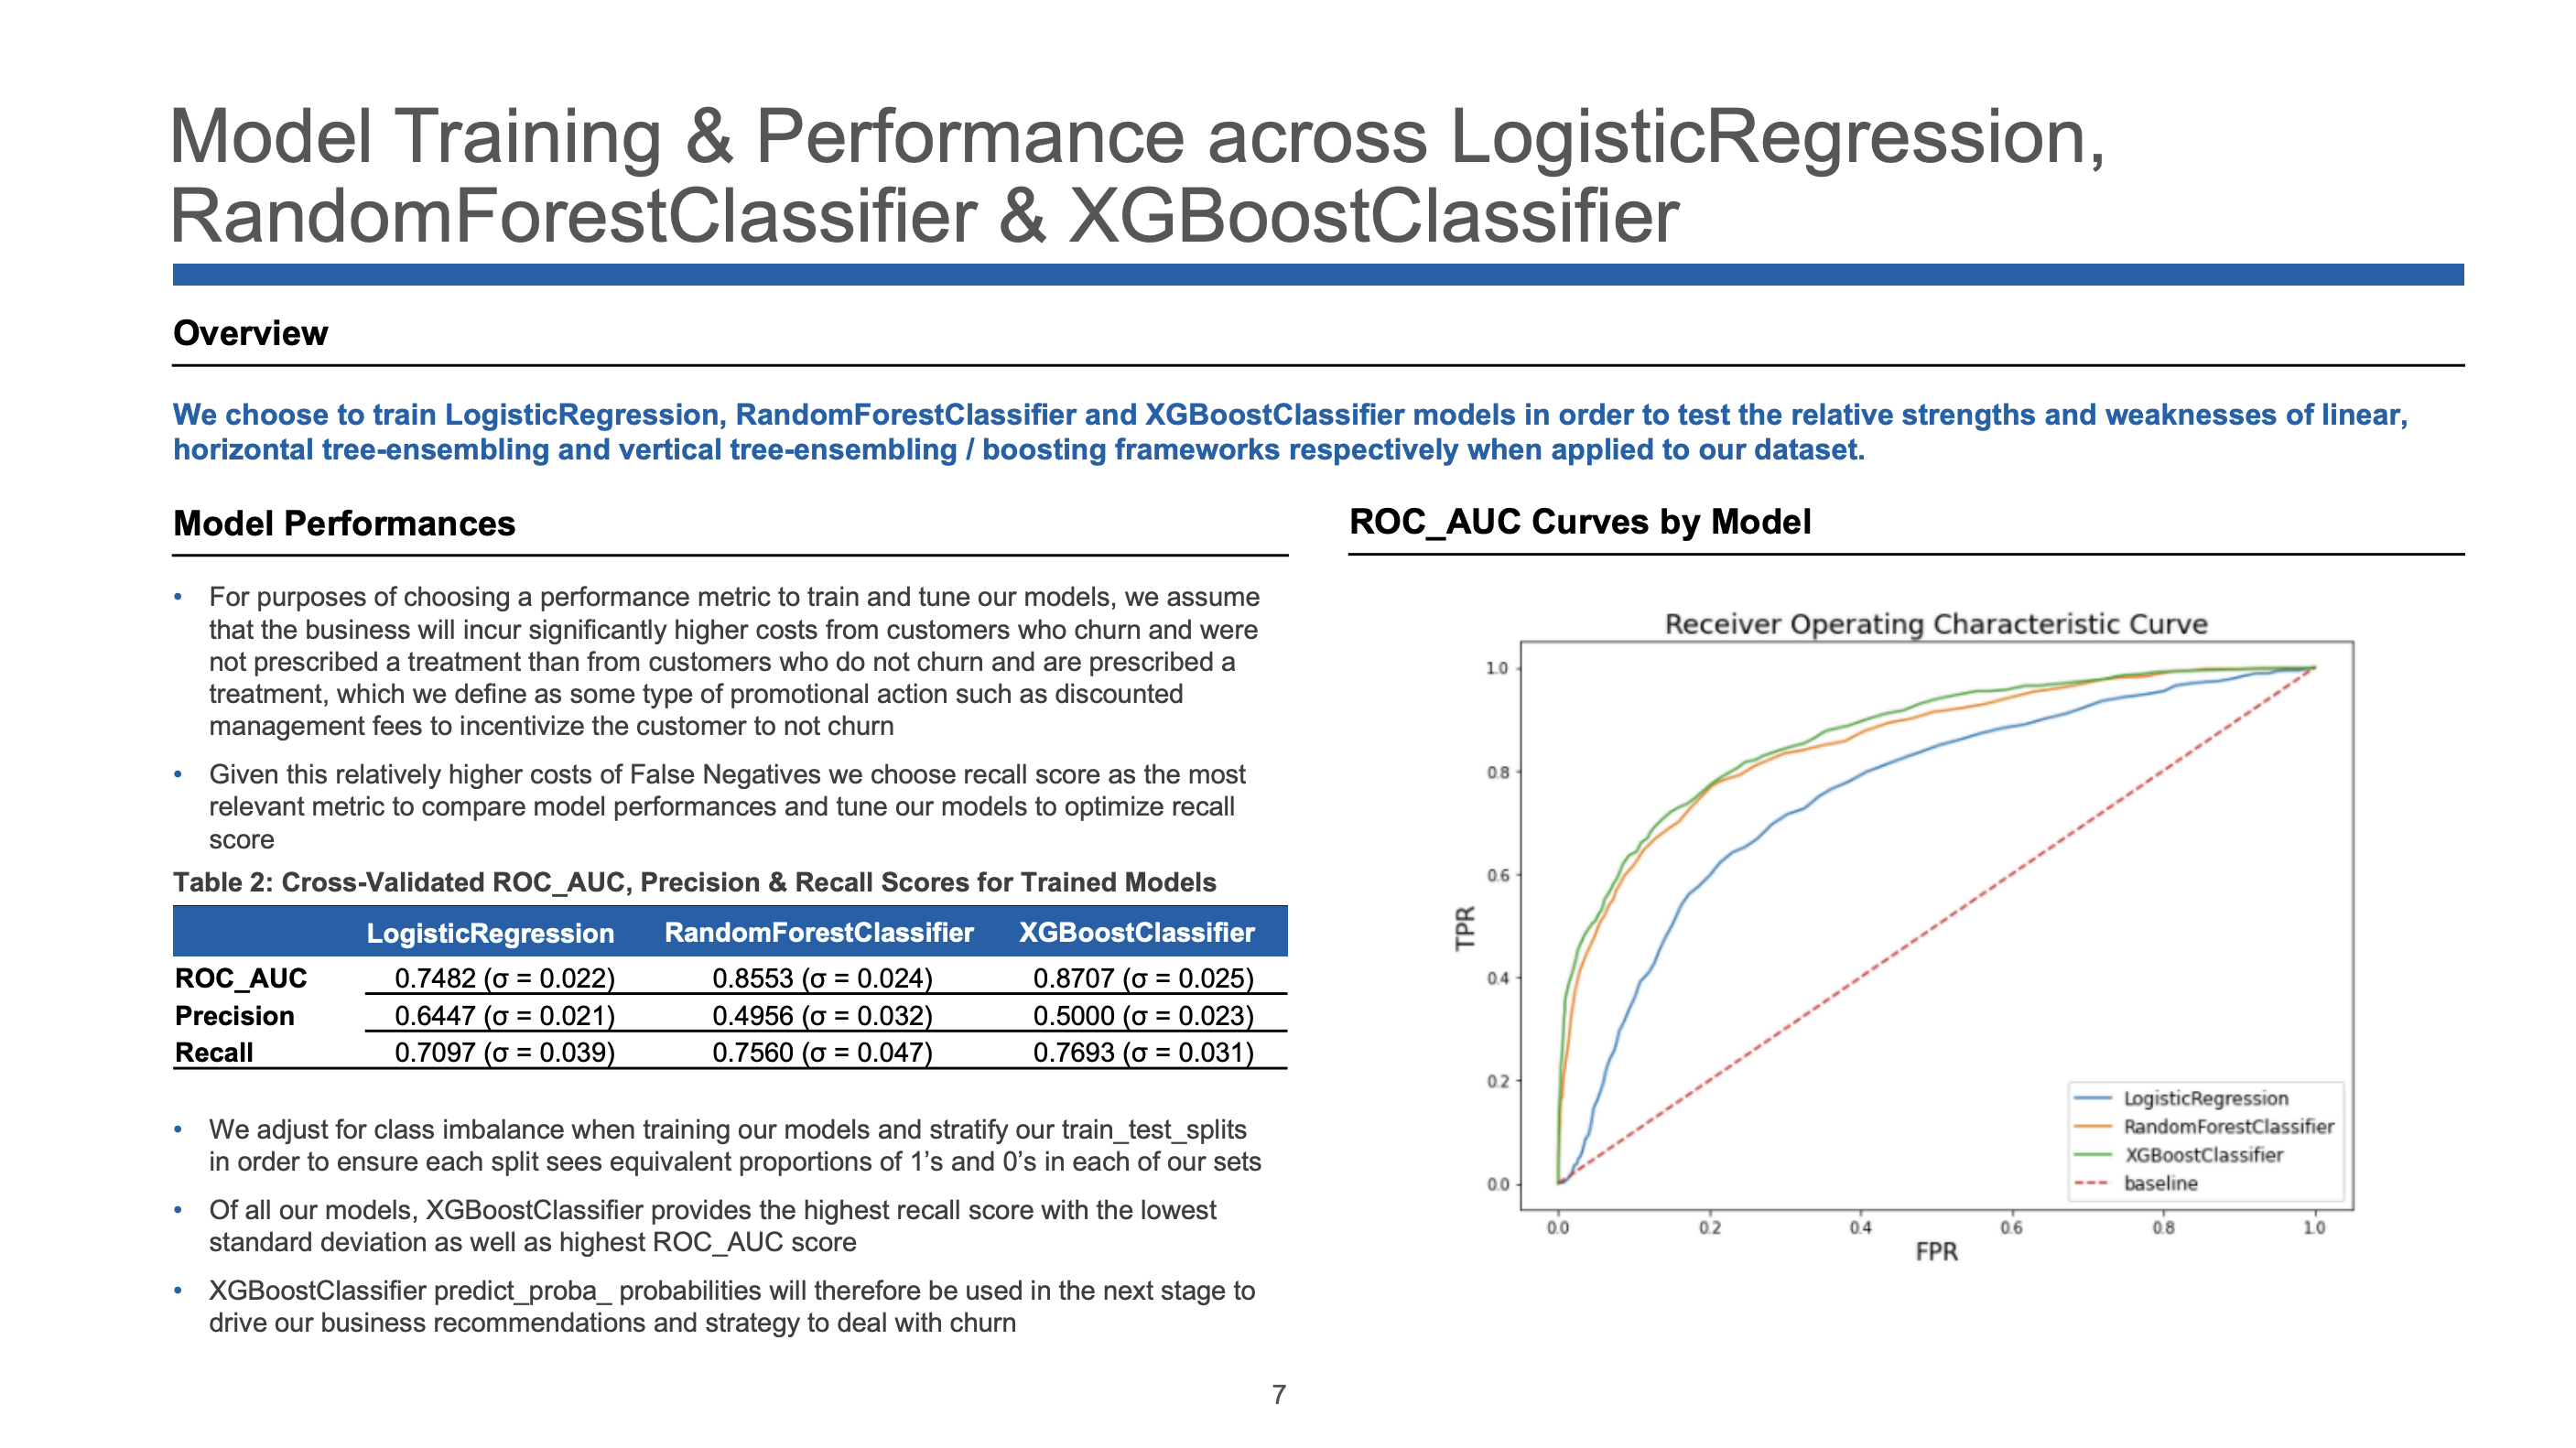 Model Training & Performance across LogisticRegression,
RandomForestClassifier & XGBoostClassifier
Overview
We choose to train LogisticRegression, RandomForestClassifier and XGBoostClassifier models in order to test the relative strengths and weaknesses of linear,
horizontal tree-ensembling and vertical tree-ensembling / boosting frameworks respectively when applied to our dataset.
Model Performances
• For purposes of choosing a performance metric to train and tune our models, we assume
that the business will incur significantly higher costs from customers who churn and were
not prescribed a treatment than from customers who do not churn and are prescribed a
treatment, which we define as some type of promotional action such as discounted
management fees to incentivize the customer to not churn
• Given this relatively higher costs of False Negatives we choose recall score as the most
relevant metric to compare model performances and tune our models to optimize recall
score
Table 2: Cross-Validated ROC_AUC, Precision & Recall Scores for Trained Models
LogisticRegression RandomForestClassifier XGBoostClassifier
ROC_AUC 0.7482 (σ = 0.022) 0.8553 (σ = 0.024) 0.8707 (σ = 0.025)
Precision 0.6447 (σ = 0.021) 0.4956 (σ = 0.032) 0.5000 (σ = 0.023)
Recall 0.7097 (σ = 0.039) 0.7560 (σ = 0.047) 0.7693 (σ = 0.031)
• We adjust for class imbalance when training our models and stratify our train_test_splits
in order to ensure each split sees equivalent proportions of 1’s and 0’s in each of our sets
• Of all our models, XGBoostClassifier provides the highest recall score with the lowest
standard deviation as well as highest ROC_AUC score
• XGBoostClassifier predict_proba_ probabilities will therefore be used in the next stage to
drive our business recommendations and strategy to deal with churn
ROC_AUC Curves by Model
Receiver Operating Characteristic Curve
1.0
0.8
0.6
0.4
0.2
0.0
TPR
0.0 0.2 0.4 0.6 0.8 1.0
FPR
LogisticRegression
RandomForestClassifier
XGBoostClassifier
baseline
7